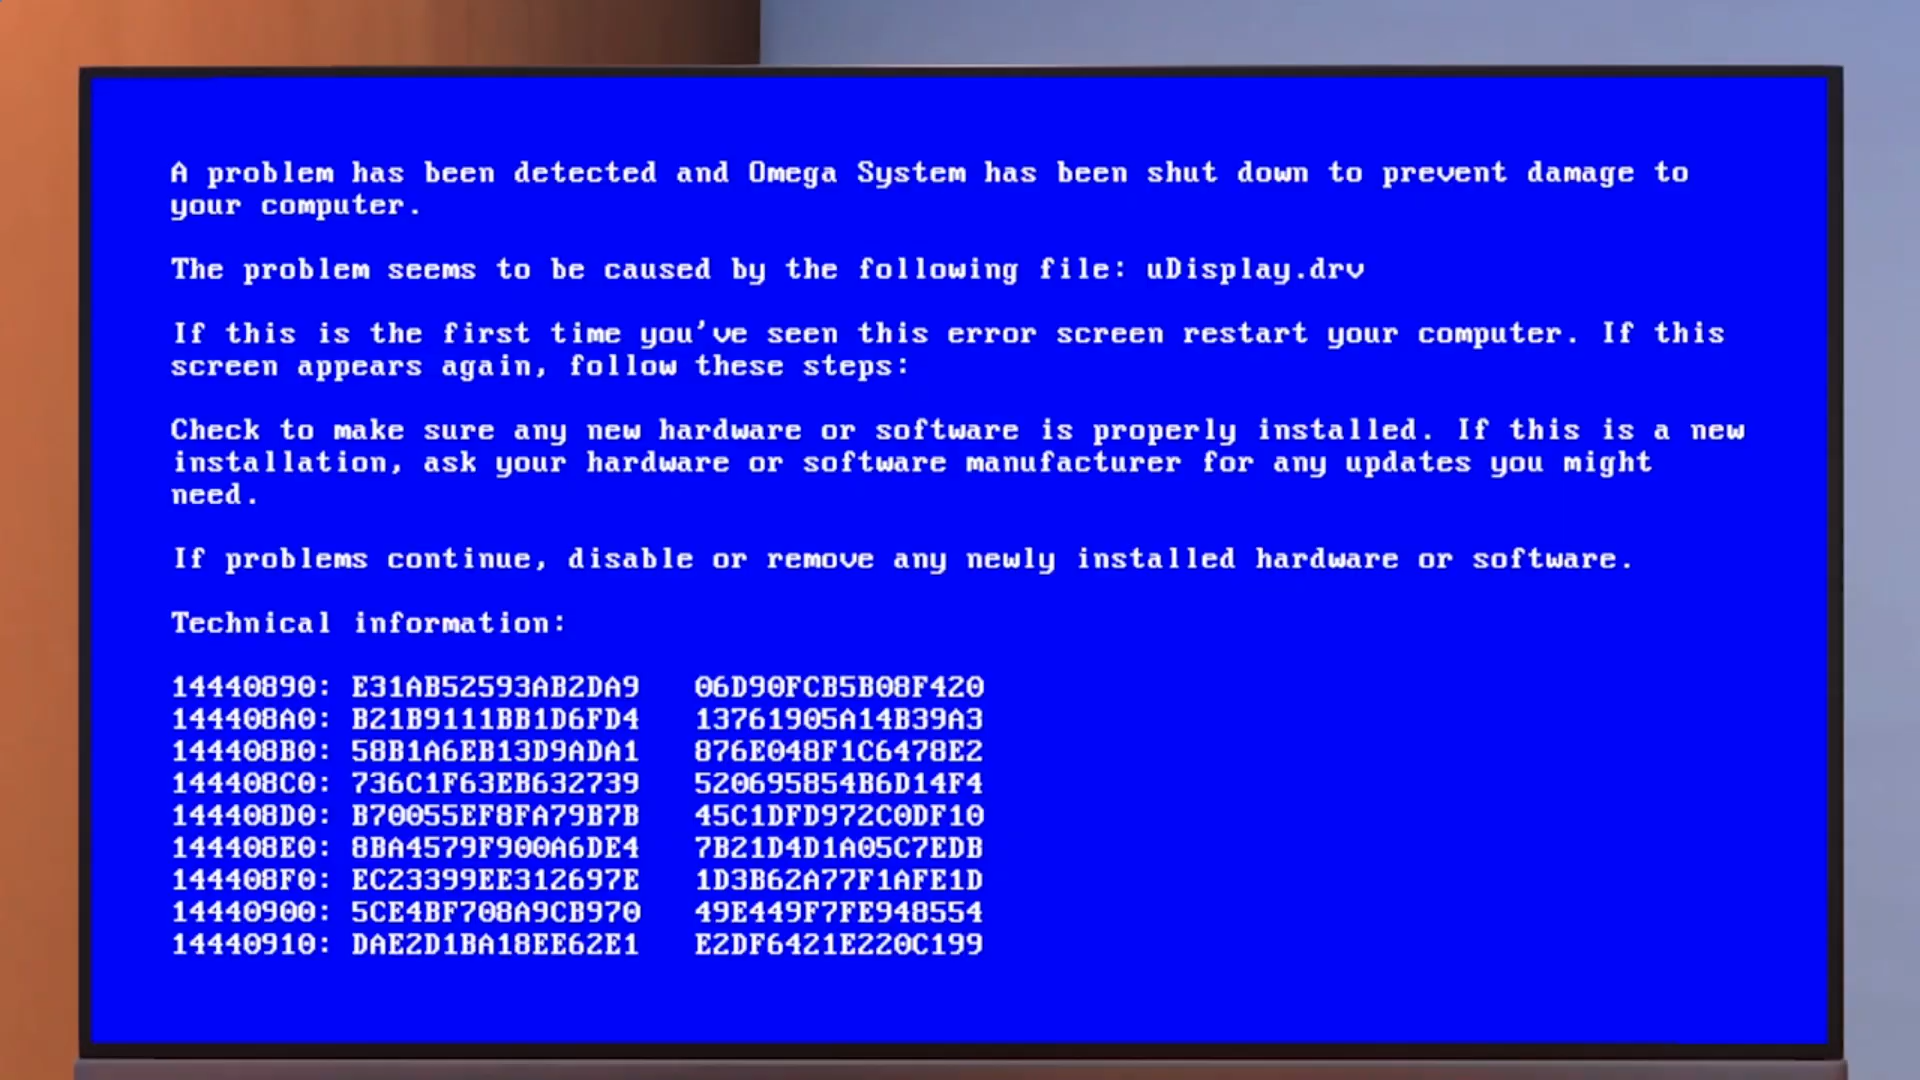 A problem has been detected and Omega System has been shut down to prevent damage to
your computer.
The problem seems to be caused by the following file: uDisplay.drv
If this is the first time you've seen this error screen restart your computer. If this
screen appears again, follow these steps:
Check to make sure any new hardware or software is properly installed. If this is a new
installation, ask your hardware or software manufacturer for any updates you might
need.
If problems continue, disable or remove any newly installed hardware or software.
Technical information:
14440890: E31AB52593AB2DA9 06D90FCB5B08F420
144408A0: B21B9111BB1D6FD4 13761905A14B39A3
144408B0: 58B1A6EB13D9ADA1 876E048F1C6478E2
144408C0: 736C1F63EB632739 520695854B6D14F4
144408D0: B70055EF8FA79B7B 45C1DFD972C0DF10
144408E0: 8BA4579F900A6DE4 7B21D4D1A05C7EDB
144408F0: EC23399EE312697E 1D3B62A77F1AFE1D
14440900: 5CE4BF708A9CB970 49E449F7FE948554
14440910: DAE2D1BA18EE62E1 E2DF6421E220C199